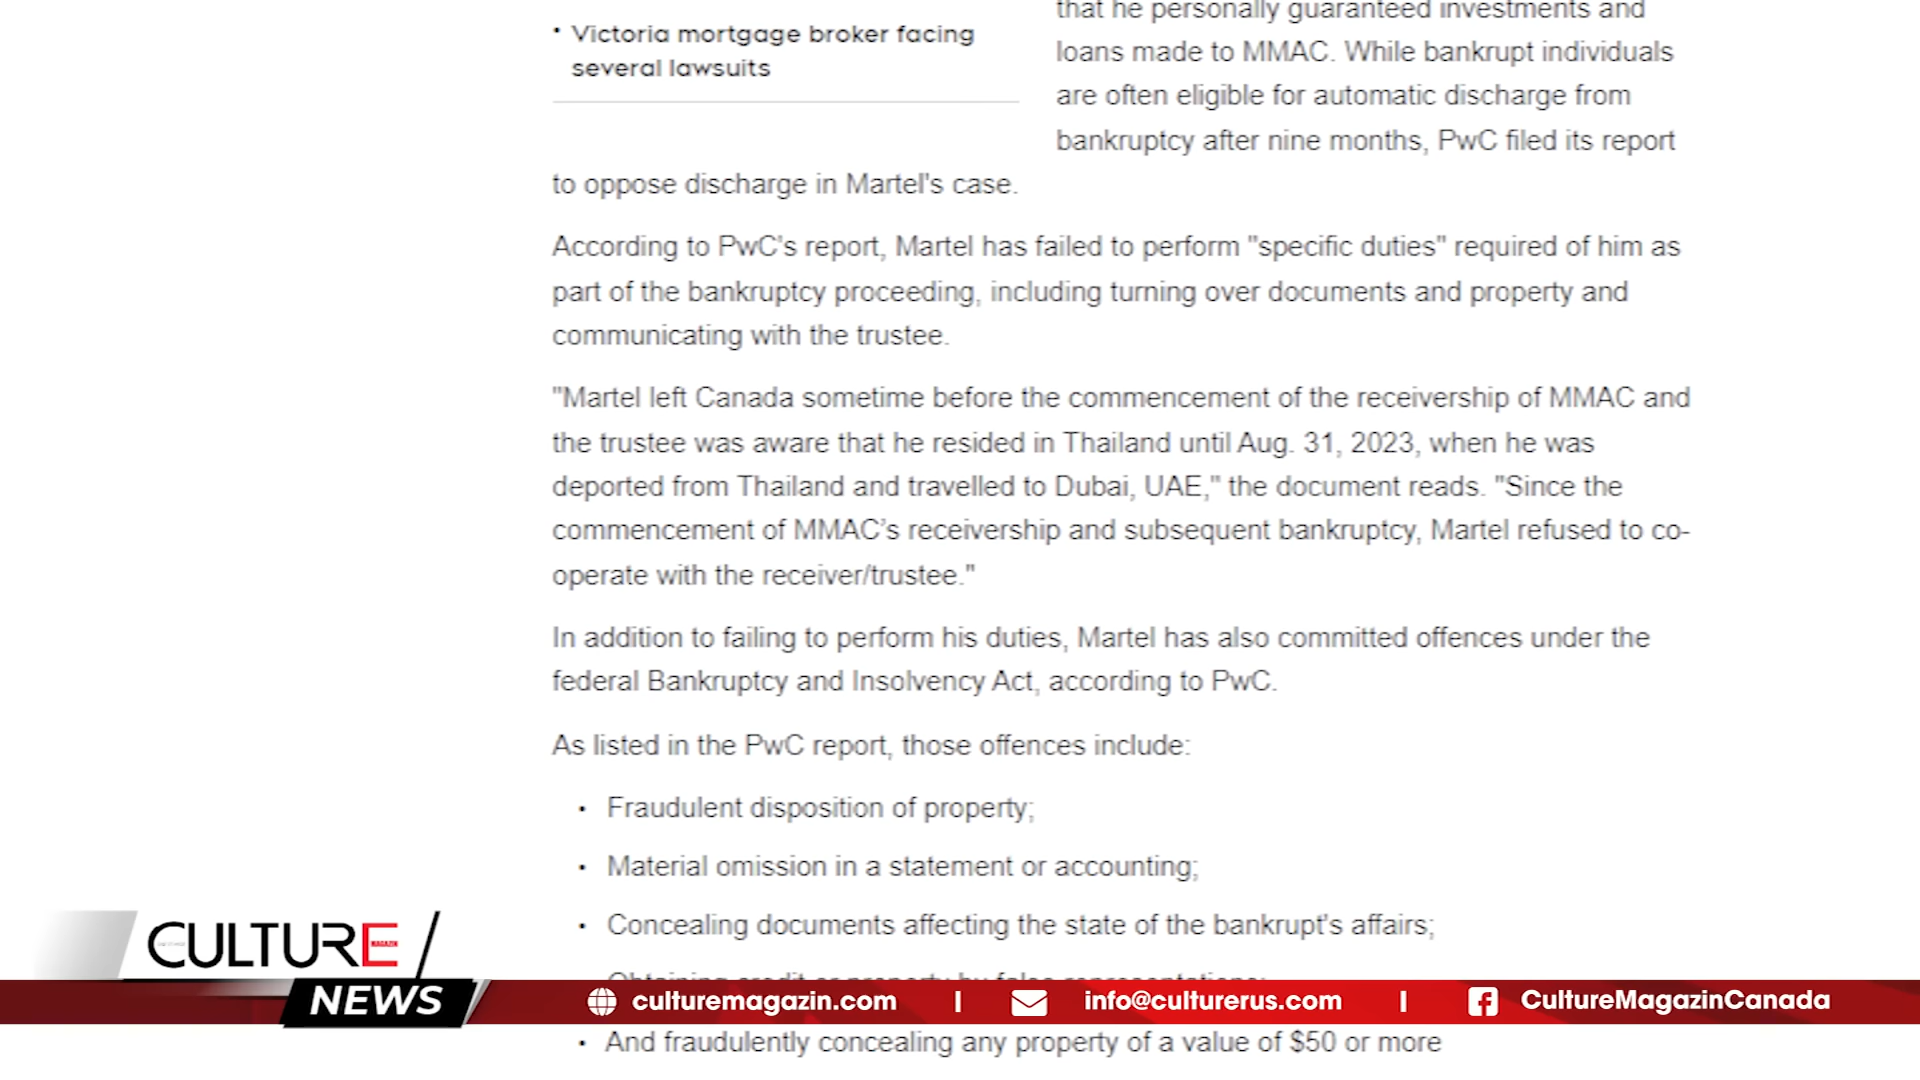 • Victoria mortgage broker facing
several lawsuits
that he personally guaranteed investments and
loans made to MMAC. While bankrupt individuals
are often eligible for automatic discharge from
bankruptcy after nine months, PwC filed its report
to oppose discharge in Martel's case.
According to PwC's report, Martel has failed to perform "specific duties" required of him as
part of the bankruptcy proceeding, including turning over documents and property and
communicating with the trustee.
"Martel left Canada sometime before the commencement of the receivership of MMAC and
the trustee was aware that he resided in Thailand until Aug. 31, 2023, when he was
deported from Thailand and travelled to Dubai, UAE," the document reads. "Since the
commencement of MMAC's receivership and subsequent bankruptcy, Martel refused to co-
operate with the receiver/trustee."
In addition to failing to perform his duties, Martel has also committed offences under the
federal Bankruptcy and Insolvency Act, according to PwC.
As listed in the PwC report, those offences include:
• Fraudulent disposition of property;
• Material omission in a statement or accounting;
• Concealing documents affecting the state of the bankrupt's affairs;
Obtaining credit or property by false representations;
• And fraudulently concealing any property of a value of $50 or more
CULTURE
MAGAZIN
NEWS
culturemagazin.com | info@culturerus.com | CultureMagazinCanada